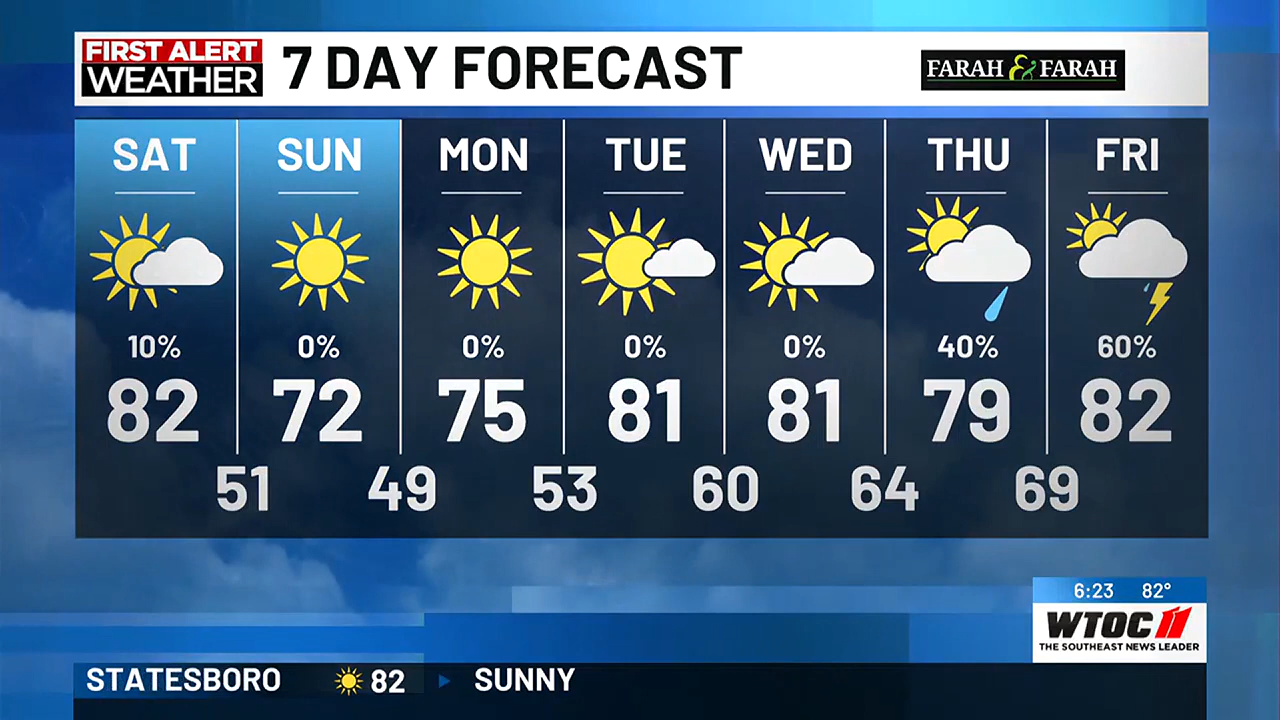 FIRST ALERT
WEATHER
7 DAY FORECAST
FARAH & FARAH
SAT SUN MON TUE WED THU FRI
10% 0% 0% 0% 0% 40% 60%
82 72 75 81 81 79 82
51 49 53 60 64 69
6:23 82°
WTOC 11
THE SOUTHEAST NEWS LEADER
STATESBORO 82 SUNNY